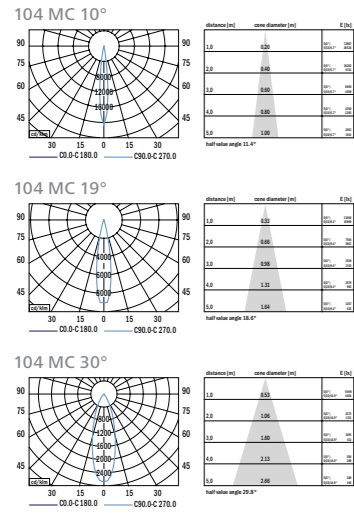 104 MC 10°
90 90
75 75
60 60
45 45
8000
12000
16000
cd/klm
30 15 0 15 30
C0.0-C 180.0 C90.0-C 270.0
distance [m] cone diameter [m] E [lx]
1,0 0.20
2,0 0.40
3,0 0.60
4,0 0.80
5,0 1.00
half value angle 11.4°
104 MC 19°
90 90
75 75
60 60
45 45
4000
6000
8000
cd/klm
30 15 0 15 30
C0.0-C 180.0 C90.0-C 270.0
distance [m] cone diameter [m] E [lx]
1,0 0.33
2,0 0.66
3,0 0.98
4,0 1.31
5,0 1.64
half value angle 18.6°
104 MC 30°
90 90
75 75
60 60
45 45
800
1200
1600
2000
2400
cd/klm
30 15 0 15 30
C0.0-C 180.0 C90.0-C 270.0
distance [m] cone diameter [m] E [lx]
1,0 0.53
2,0 1.06
3,0 1.60
4,0 2.13
5,0 2.66
half value angle 29.8°